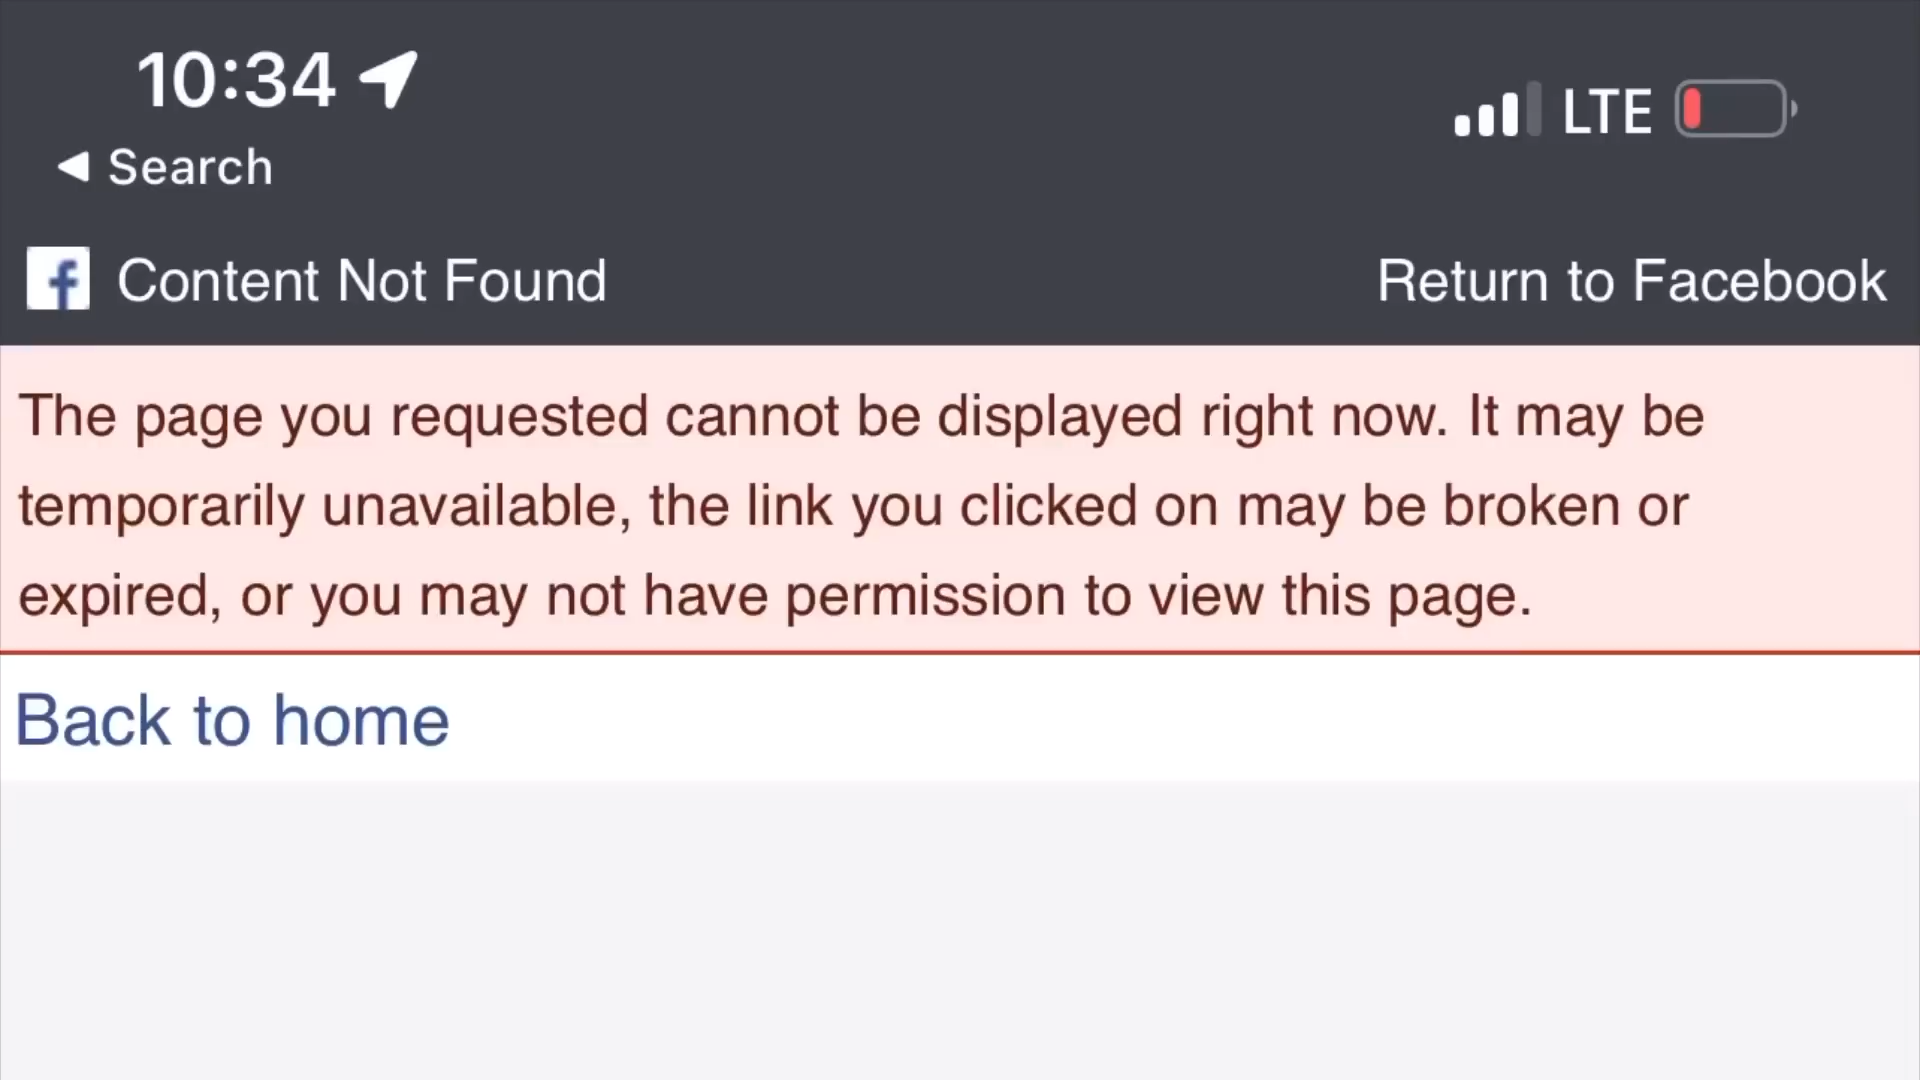 10:34
LTE
Search
Content Not Found
Return to Facebook
The page you requested cannot be displayed right now. It may be
temporarily unavailable, the link you clicked on may be broken or
expired, or you may not have permission to view this page.
Back to home